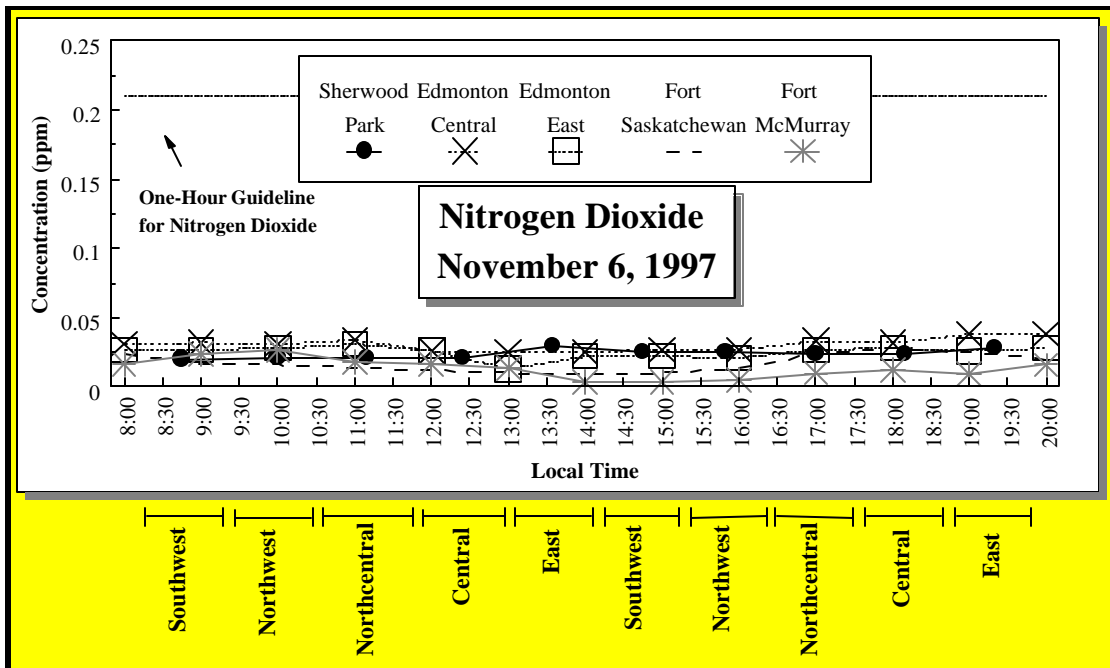 0.25
0.2
0.15
0.1
0.05
0
Concentration (ppm)
Sherwood Edmonton Edmonton Fort Fort
Park Central East Saskatchewan McMurray
One-Hour Guideline
for Nitrogen Dioxide
Nitrogen Dioxide
November 6, 1997
8:00 8:30 9:00 9:30 10:00 10:30 11:00 11:30 12:00 12:30 13:00 13:30 14:00 14:30 15:00 15:30 16:00 16:30 17:00 17:30 18:00 18:30 19:00 19:30 20:00
Local Time
Southwest
Northwest
Northcentral
Central
East
Southwest
Northwest
Northcentral
Central
East